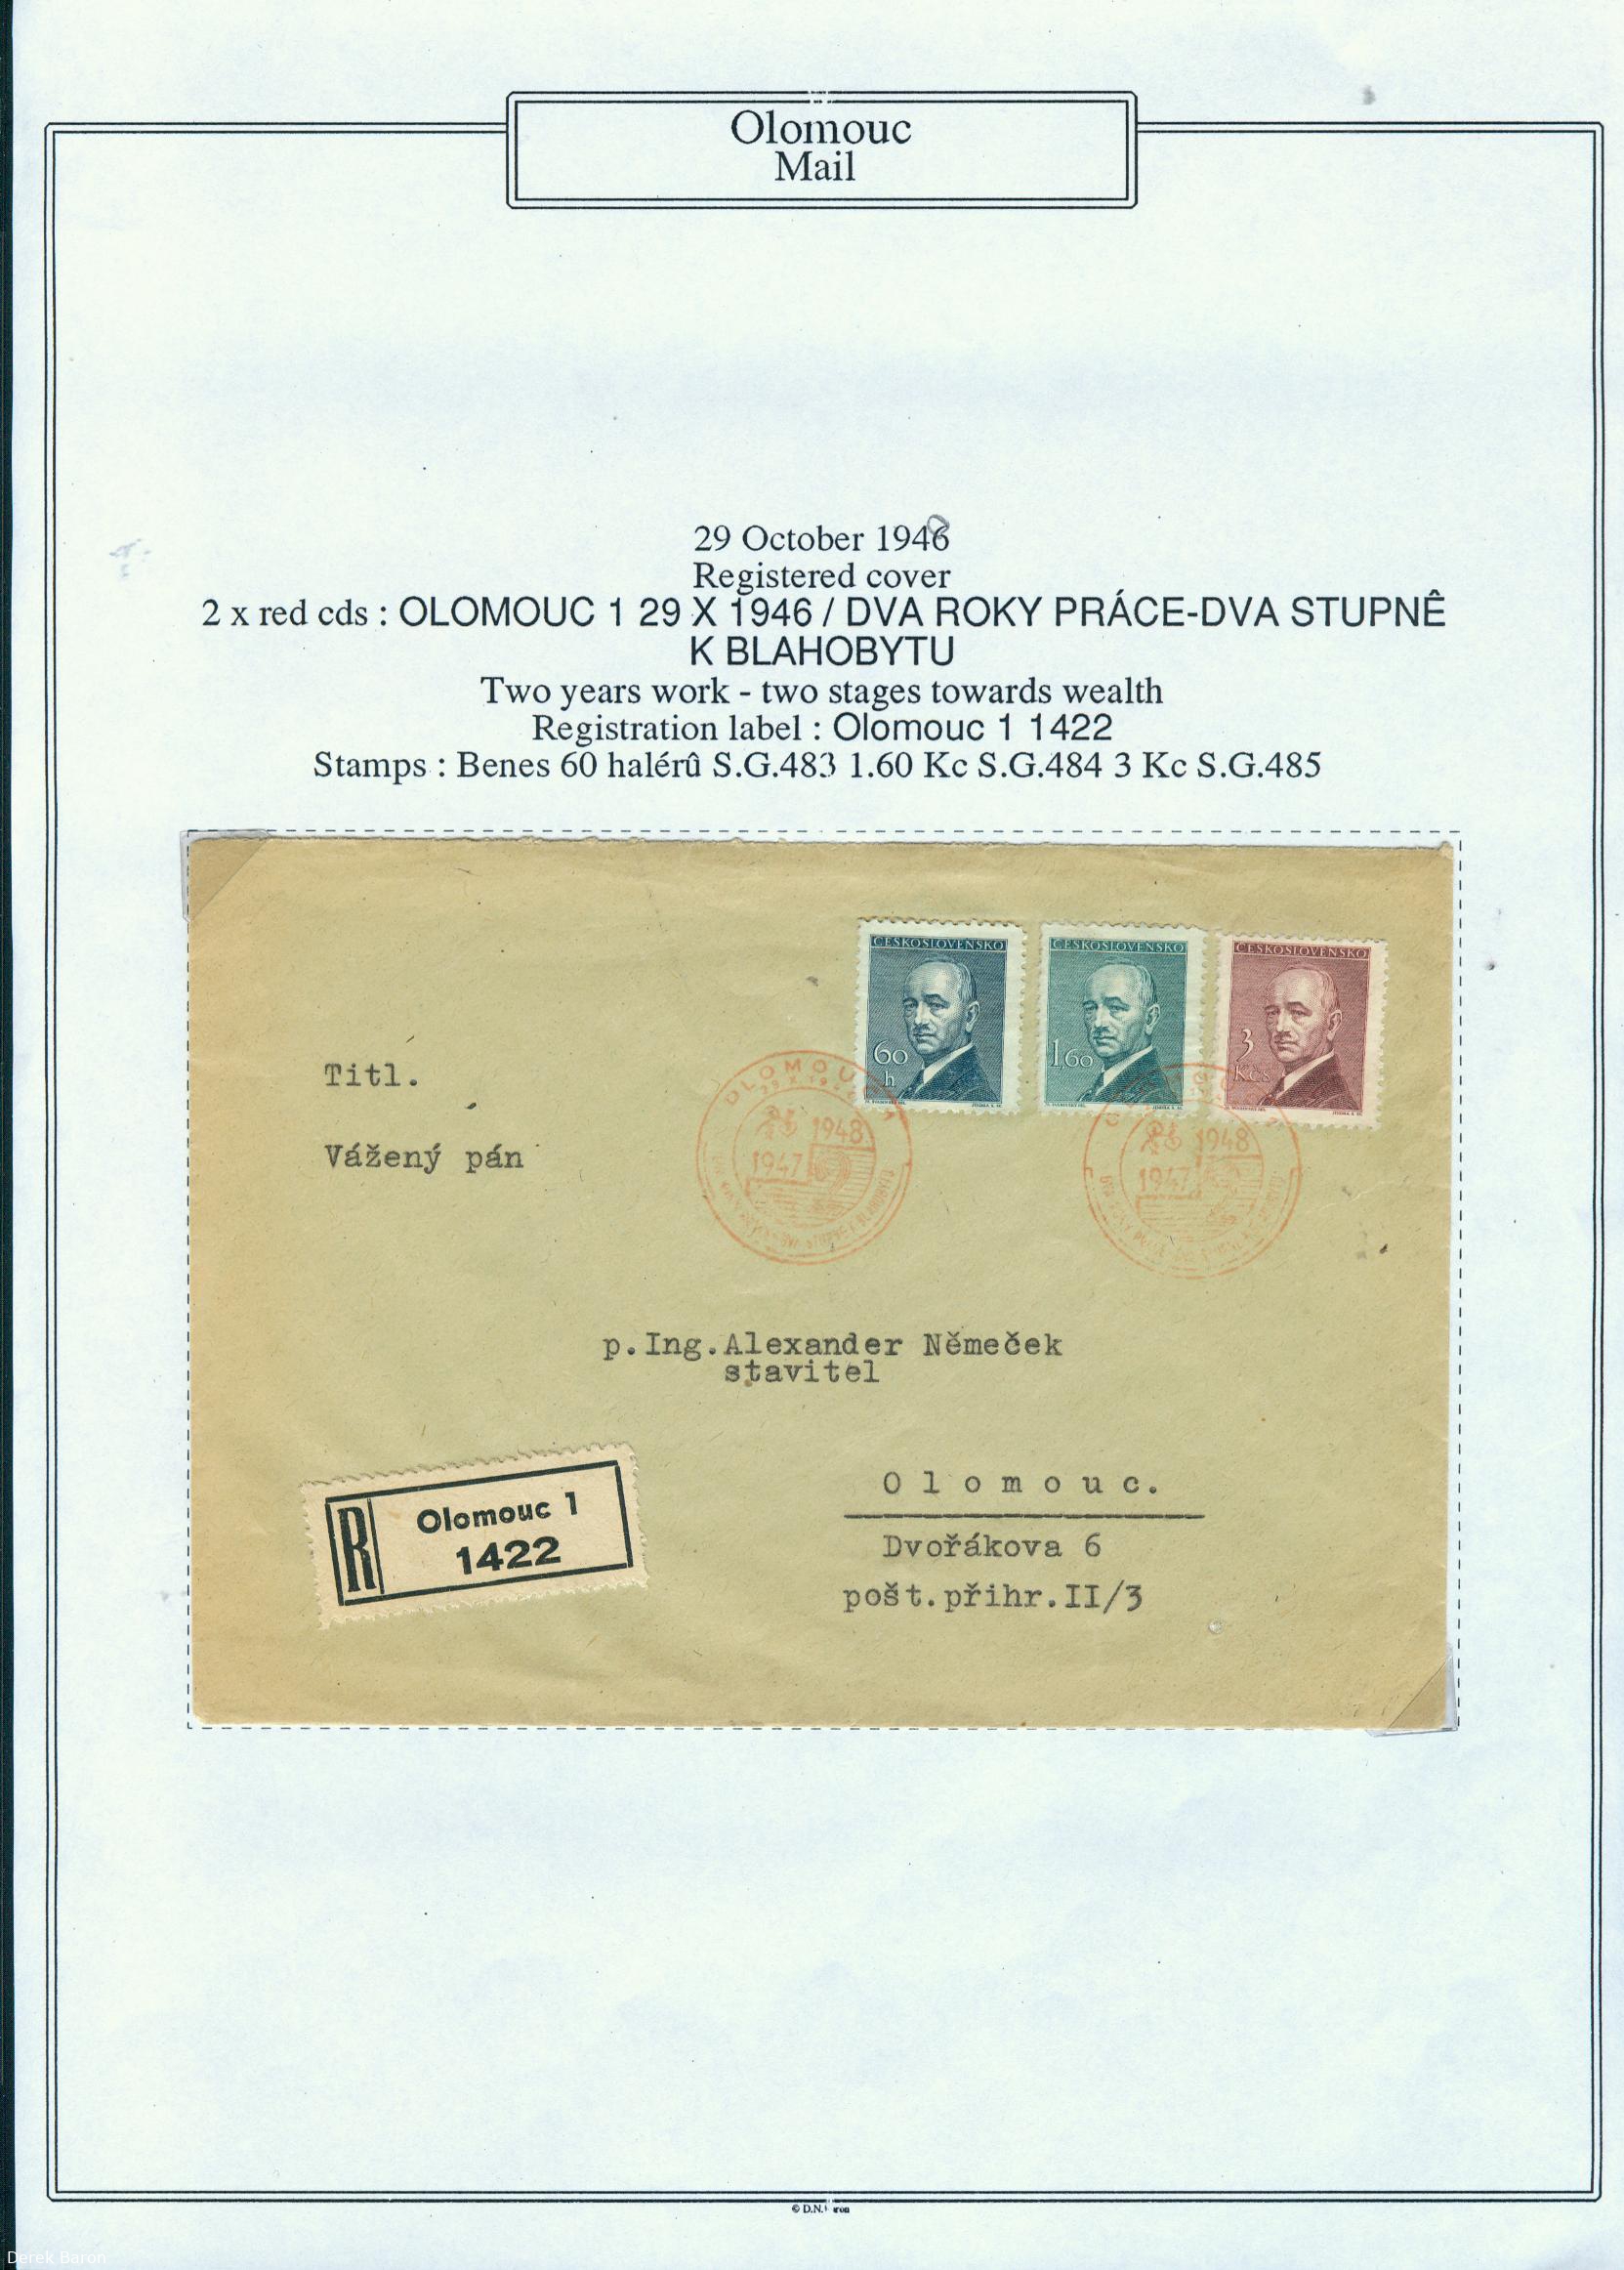 Olomouc
Mail
29 October 1946
Registered cover
2 x red cds : OLOMOUC 1 29 X 1946 / DVA ROKY PRÁCE-DVA STUPNÊ
K BLAHOBYTU
Two years work - two stages towards wealth
Registration label : Olomouc 1 1422
Stamps : Benes 60 halérû S.G.483 1.60 Kc S.G.484 3 Kc S.G.485
ČESKOSLOVENSKO
60
h
ČESKOSLOVENSKO
1,60
ČESKOSLOVENSKO
3
Kčs
OLOMOUC
1948
1947
1948
1947
Titl.
Vážený pán
p.Ing.Alexander Němeček
stavitel
Olomouc.
Dvořákova 6
pošt.přihr.II/3
R
Olomouc 1
1422
© D.N.
Derek Baron